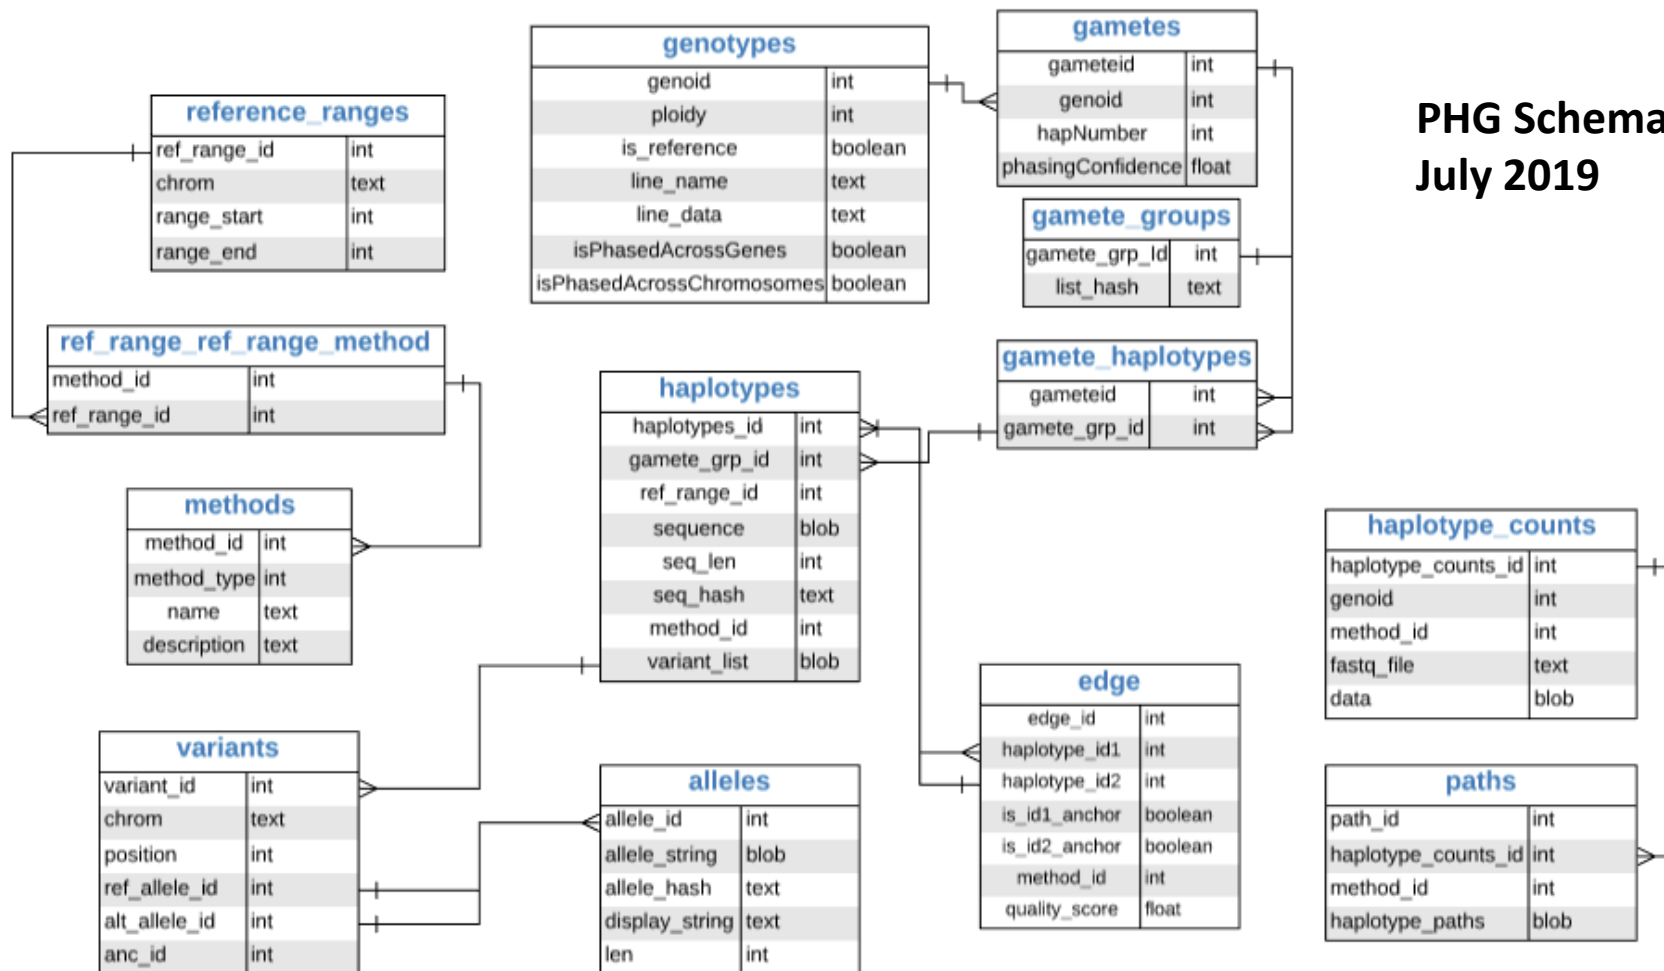 PHG Schema
July 2019
genotypes
genoid int
ploidy int
is_reference boolean
line_name text
line_data text
isPhasedAcrossGenes boolean
isPhasedAcrossChromosomes boolean
gametes
gameteid int
genoid int
hapNumber int
phasingConfidence float
reference_ranges
ref_range_id int
chrom text
range_start int
range_end int
gamete_groups
gamete_grp_Id int
list_hash text
ref_range_ref_range_method
method_id int
ref_range_id int
gamete_haplotypes
gameteid int
gamete_grp_id int
haplotypes
haplotypes_id int
gamete_grp_id int
ref_range_id int
sequence blob
seq_len int
seq_hash text
method_id int
variant_list blob
methods
method_id int
method_type int
name text
description text
haplotype_counts
haplotype_counts_id int
genoid int
method_id int
fastq_file text
data blob
edge
edge_id int
haplotype_id1 int
haplotype_id2 int
is_id1_anchor boolean
is_id2_anchor boolean
method_id int
quality_score float
variants
variant_id int
chrom text
position int
ref_allele_id int
alt_allele_id int
anc_id int
alleles
allele_id int
allele_string blob
allele_hash text
display_string text
len int
paths
path_id int
haplotype_counts_id int
method_id int
haplotype_paths blob